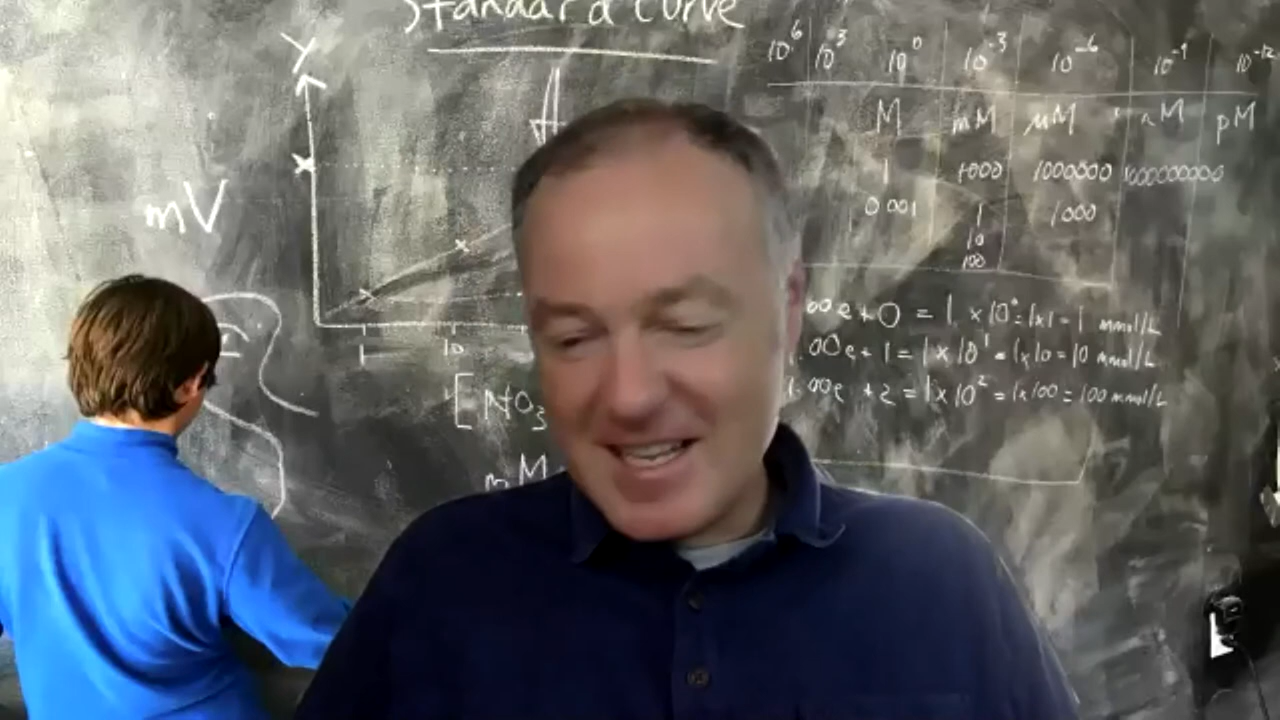 Standard curve
Y
mV
1 10
[NO3
mM
10^6 10^3 10^0 10^-3 10^-6 10^-9 10^-12
M mM µM nM pM
1 1000 1000000 1000000000
0.001 1 1000
10
100
00e+0 = 1 × 10^0 = 1x1 = 1 mmol/L
.00e+1 = 1 × 10^1 = 1x10 = 10 mmol/L
1.00e+2 = 1×10^2 = 1x100 = 100 mmol/L